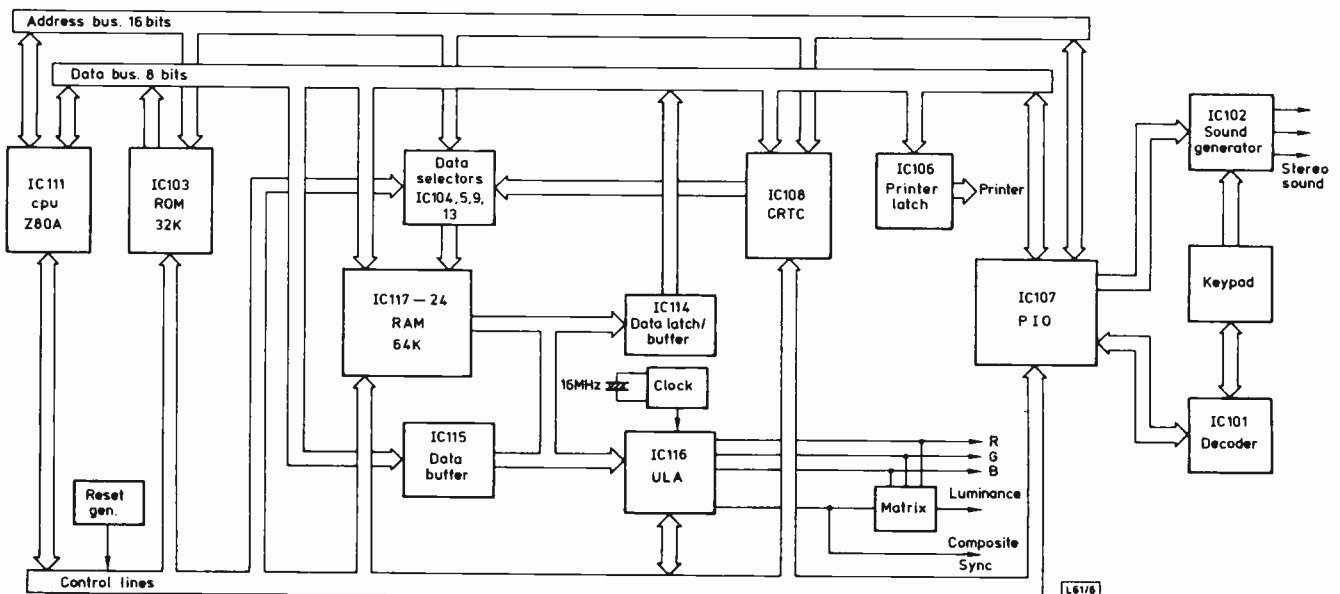 Address bus. 16 bits
Data bus. 8 bits
IC111
cpu
Z80A
IC103
ROM
32K
Data
selectors
IC104,5,9,
13
IC108
CRTC
IC106
Printer
latch
Printer
IC102
Sound
generator
Stereo
sound
IC117-24
RAM
64K
IC114
Data latch/
buffer
IC107
PIO
Keypad
16MHz
Clock
IC115
Data
buffer
IC116
ULA
R
G
B
Luminance
Matrix
Composite
Sync
IC101
Decoder
Reset
gen.
Control lines
L61/6